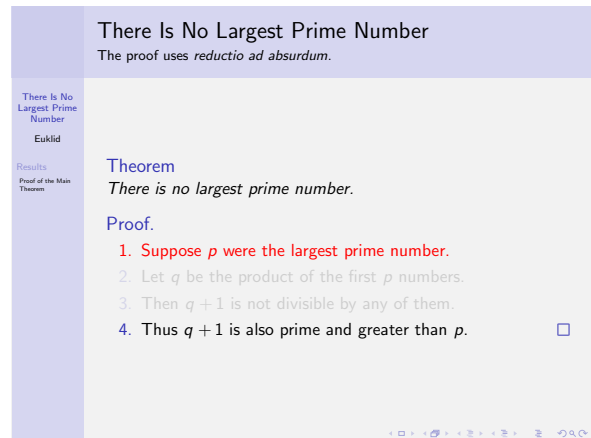 There Is No Largest Prime Number
The proof uses reductio ad absurdum.
There Is No
Largest Prime
Number
Euklid
Results
Proof of the Main
Theorem
Theorem
There is no largest prime number.
Proof.
1. Suppose p were the largest prime number.
2. Let q be the product of the first p numbers.
3. Then q + 1 is not divisible by any of them.
4. Thus q + 1 is also prime and greater than p. □